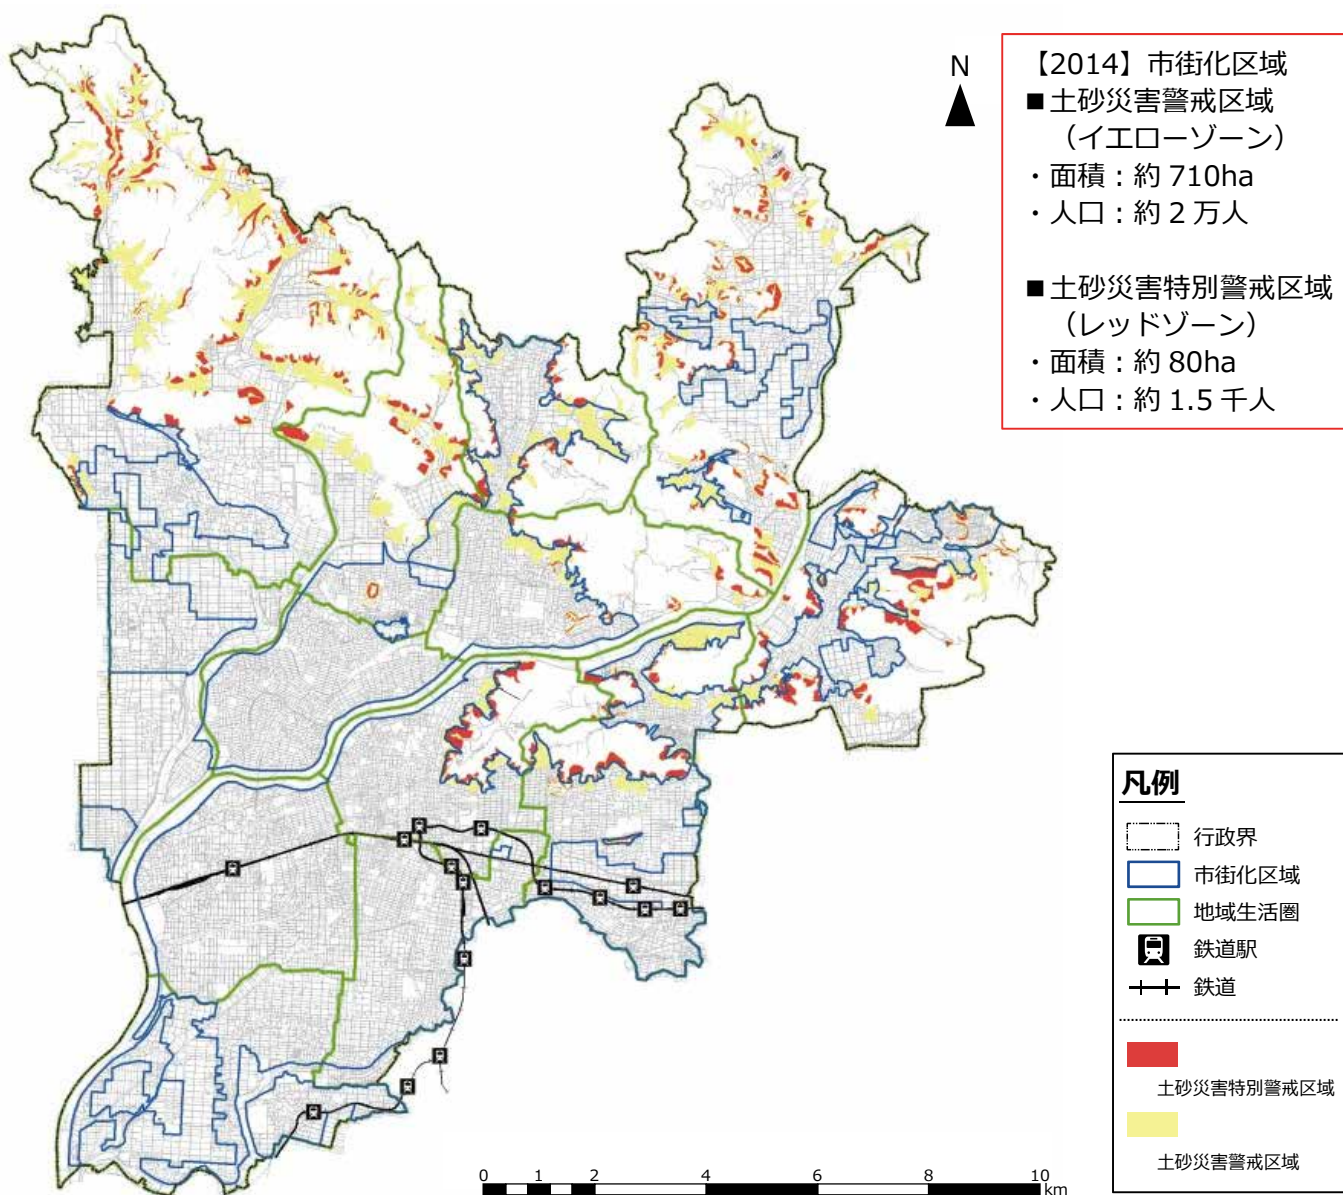 N
【2014】市街化区域
■土砂災害警戒区域
（イエローゾーン）
・面積：約 710ha
・人口：約 2 万人
■土砂災害特別警戒区域
（レッドゾーン）
・面積：約 80ha
・人口：約 1.5 千人
凡例
行政界
市街化区域
地域生活圏
鉄道駅
鉄道
土砂災害特別警戒区域
土砂災害警戒区域
0 1 2 4 6 8 10
km